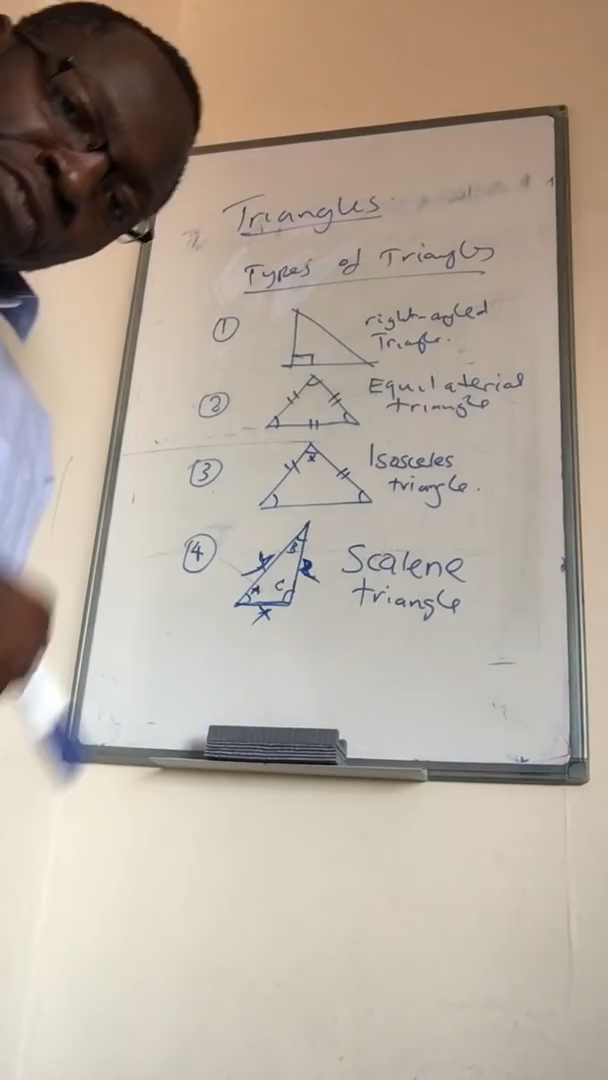 Triangles
Types of Triangles
1
right-angled
Triangle.
2
Equilaterial
triangle
3
x
Isosceles
triangle.
4
B
A
C
x
Scalene
triangle